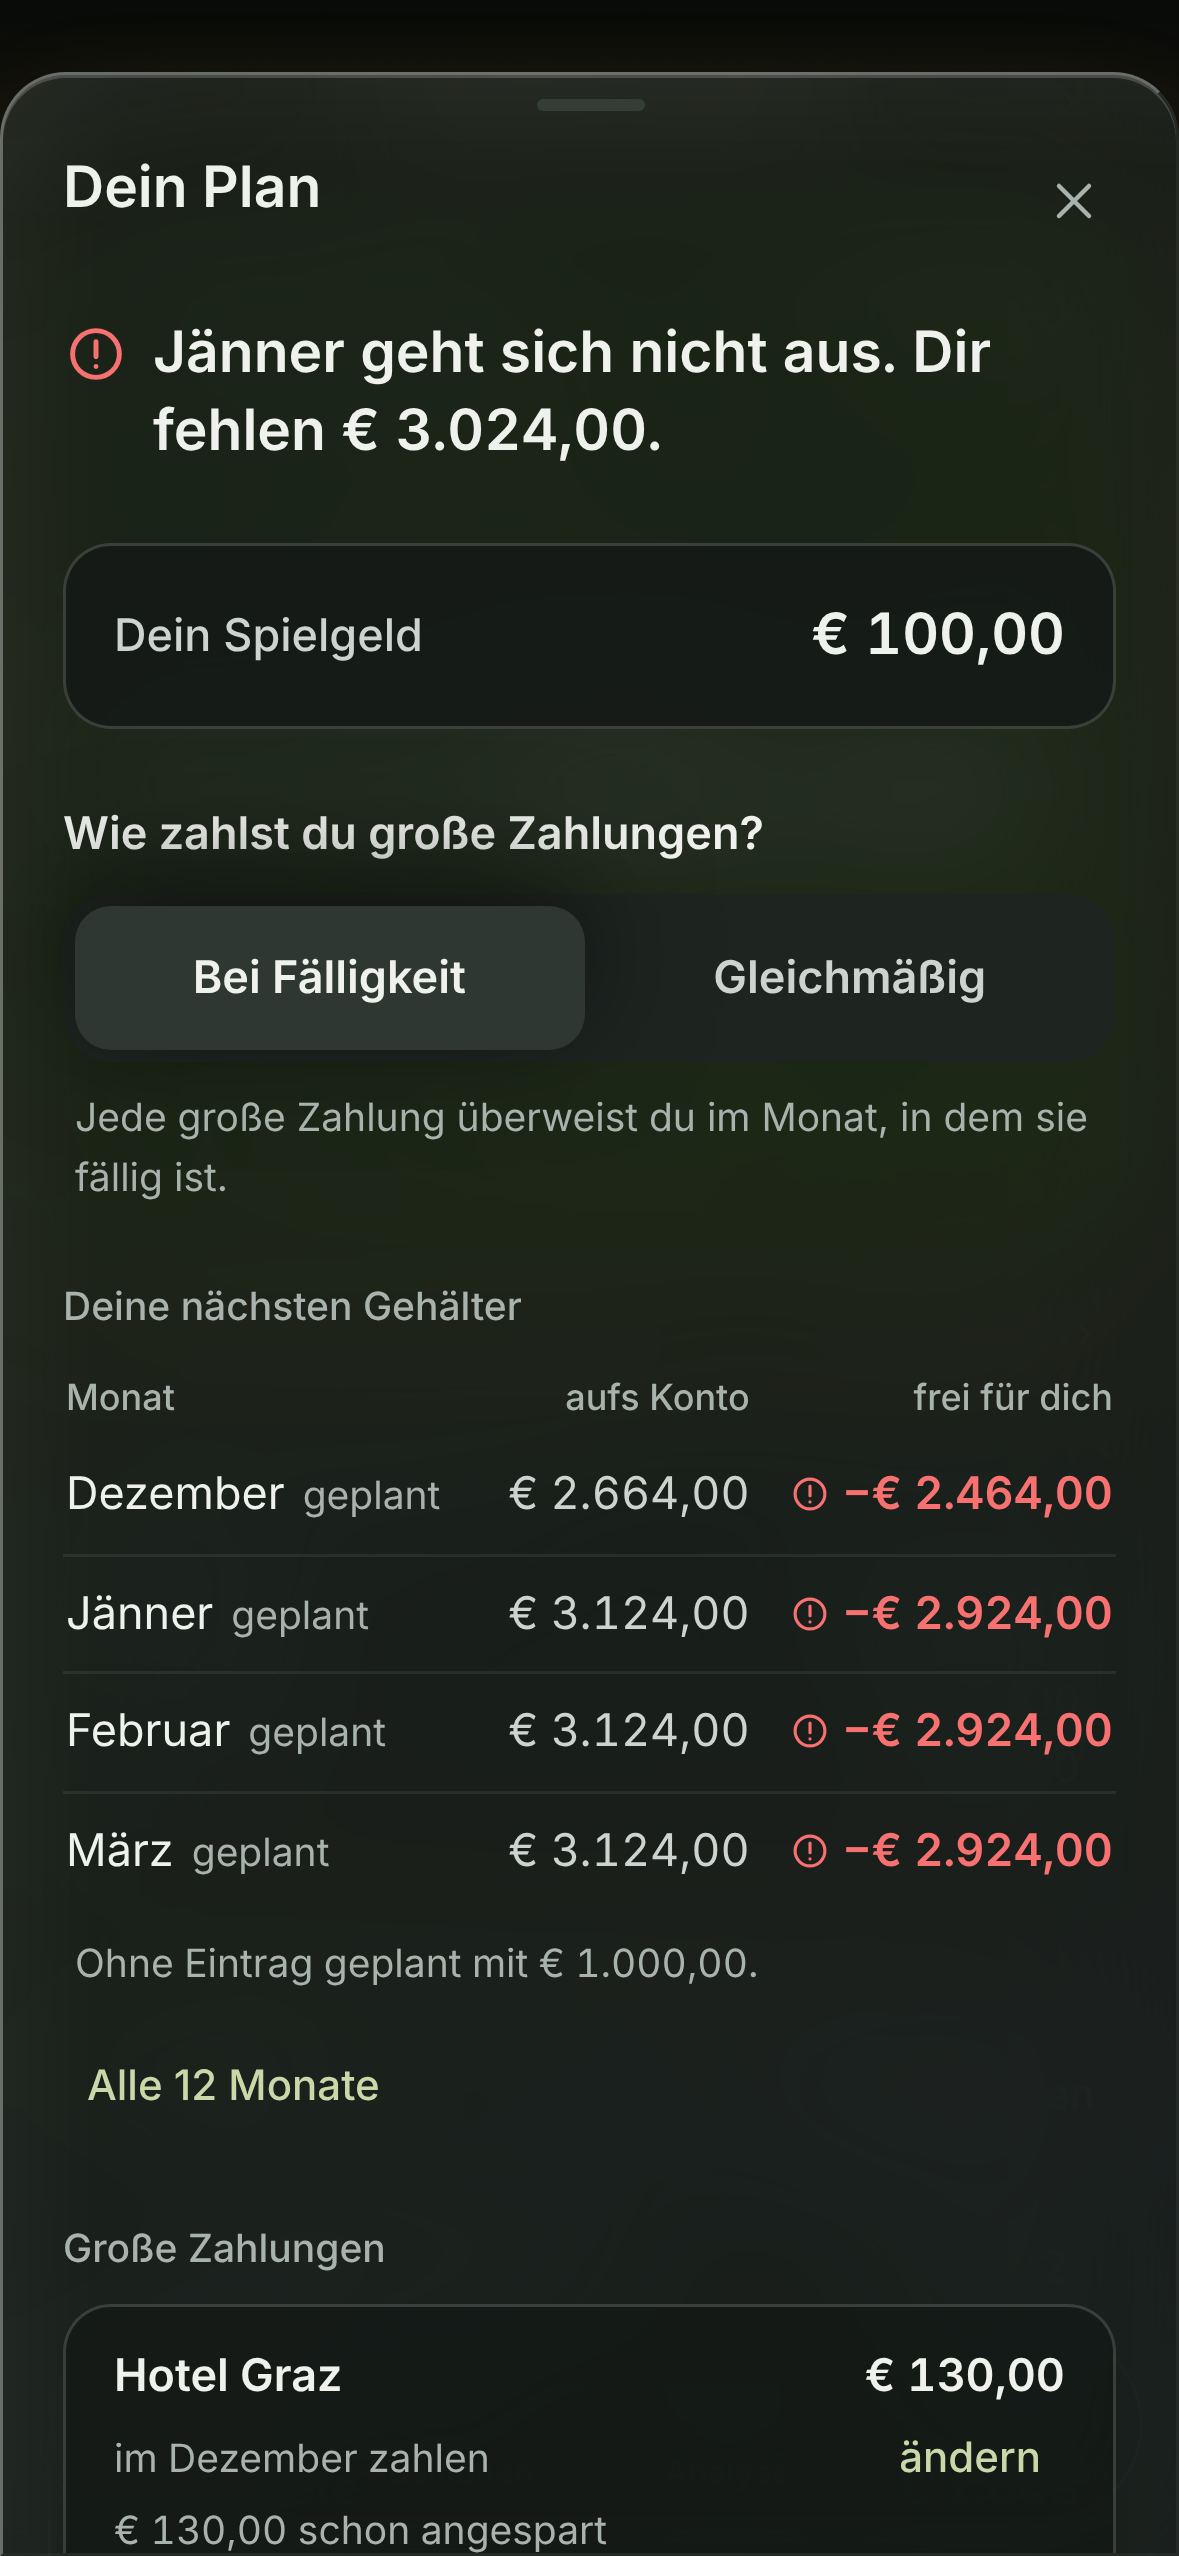 Dein Plan
Jänner geht sich nicht aus. Dir
fehlen € 3.024,00.
Dein Spielgeld € 100,00
Wie zahlst du große Zahlungen?
Bei Fälligkeit Gleichmäßig
Jede große Zahlung überweist du im Monat, in dem sie
fällig ist.
Deine nächsten Gehälter
Monat aufs Konto frei für dich
Dezember geplant € 2.664,00 −€ 2.464,00
Jänner geplant € 3.124,00 −€ 2.924,00
Februar geplant € 3.124,00 −€ 2.924,00
März geplant € 3.124,00 −€ 2.924,00
Ohne Eintrag geplant mit € 1.000,00.
Alle 12 Monate
Große Zahlungen
Hotel Graz € 130,00
im Dezember zahlen ändern
€ 130,00 schon angespart